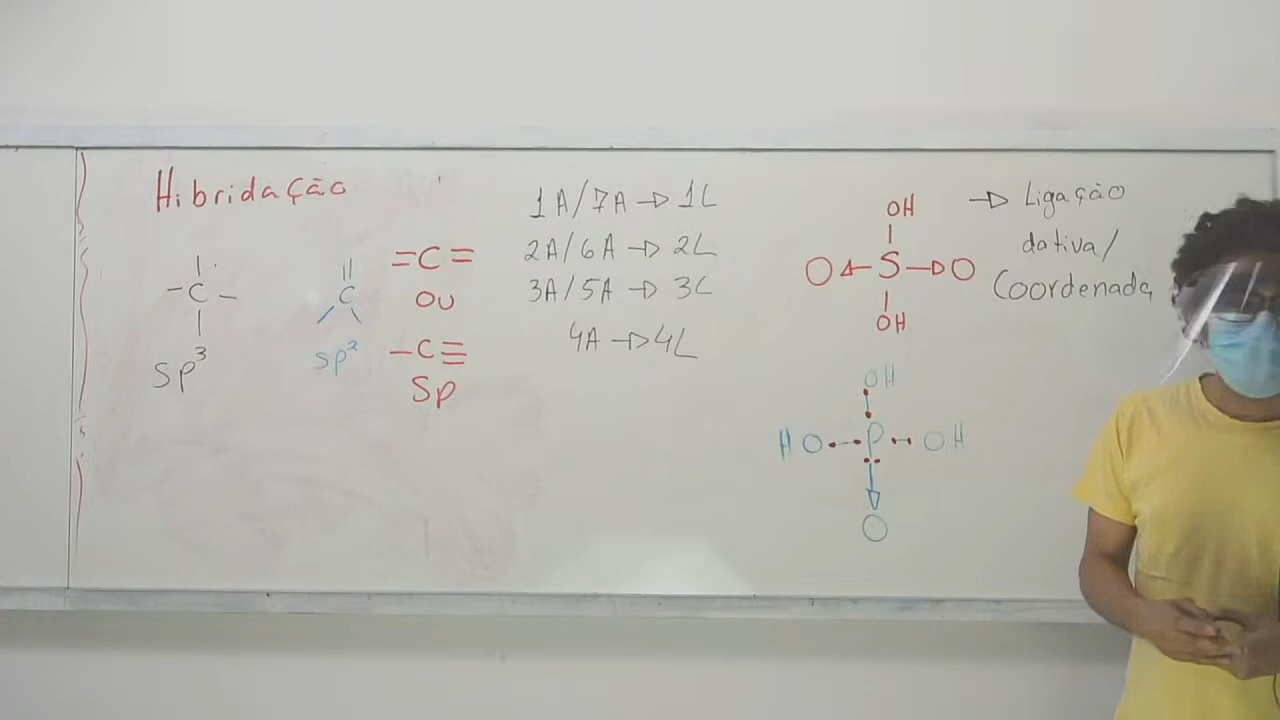 Hibridação
-C-
sp³
C
sp²
=C=
OU
-C≡
Sp
1A/7A → 1L
2A/6A → 2L
3A/5A → 3L
4A → 4L
OH
O ← S → O
OH
→ Ligação
dativa/
Coordenada
OH
HO · - · P · - · OH
O